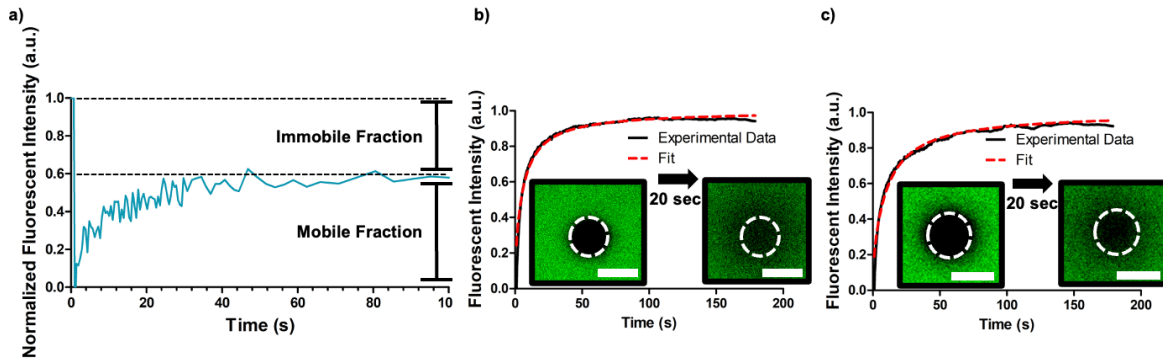 a)
Normalized Fluorescent Intensity (a.u.)
1.0
0.8
0.6
0.4
0.2
0.0
0
20
40
60
80
10
Time (s)
Immobile Fraction
Mobile Fraction
b)
Fluorescent Intensity (a.u.)
1.0
0.8
0.6
0.4
0.2
0.0
0
50
100
150
200
Time (s)
Experimental Data
Fit
20 sec
c)
Fluorescent Intensity (a.u.)
1.0
0.8
0.6
0.4
0.2
0.0
0
50
100
150
200
Time (s)
Experimental Data
Fit
20 sec